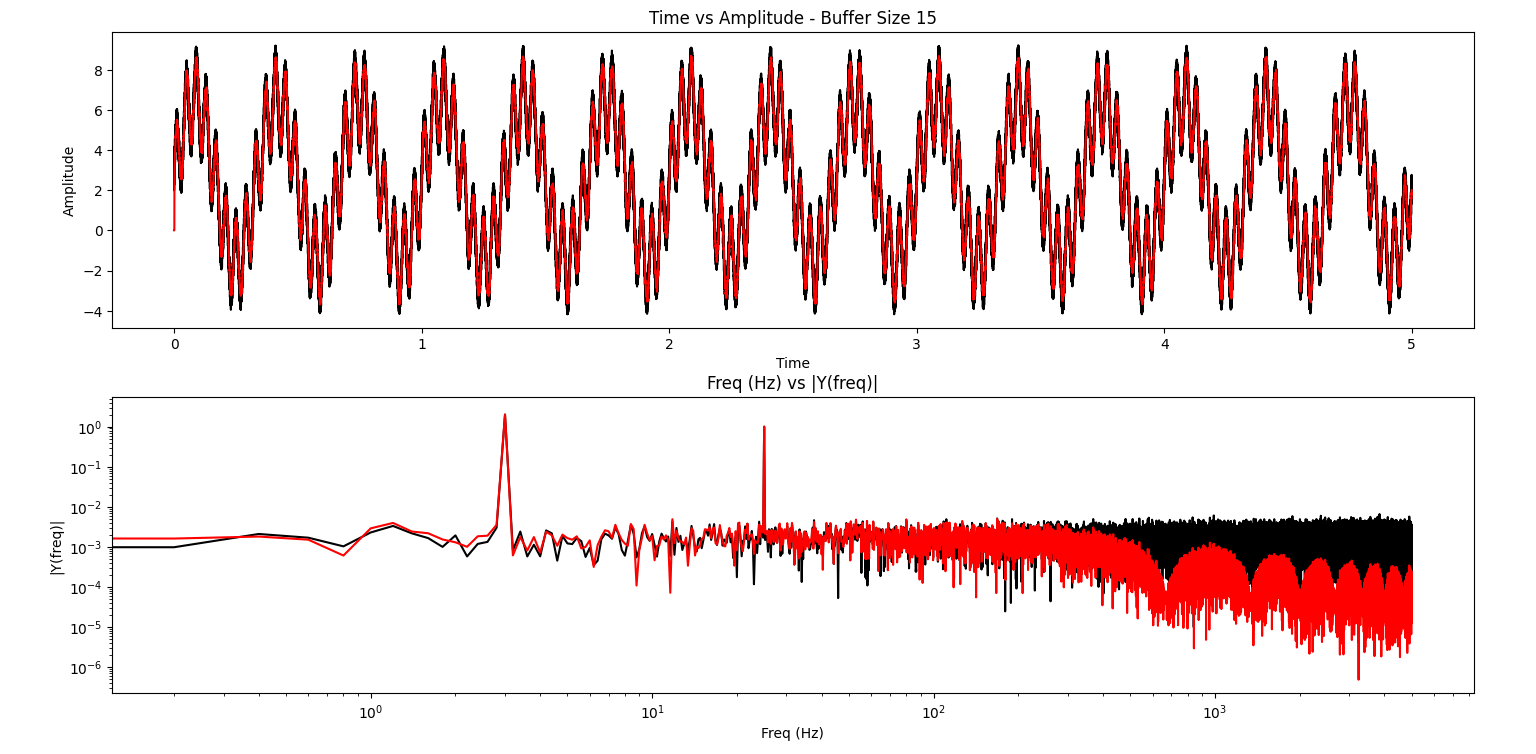 Time vs Amplitude - Buffer Size 15
Amplitude
8
6
4
2
0
−2
−4
0 1 2 3 4 5
Time
Freq (Hz) vs |Y(freq)|
|Y(freq)|
10⁰
10⁻¹
10⁻²
10⁻³
10⁻⁴
10⁻⁵
10⁻⁶
10⁰ 10¹ 10² 10³
Freq (Hz)